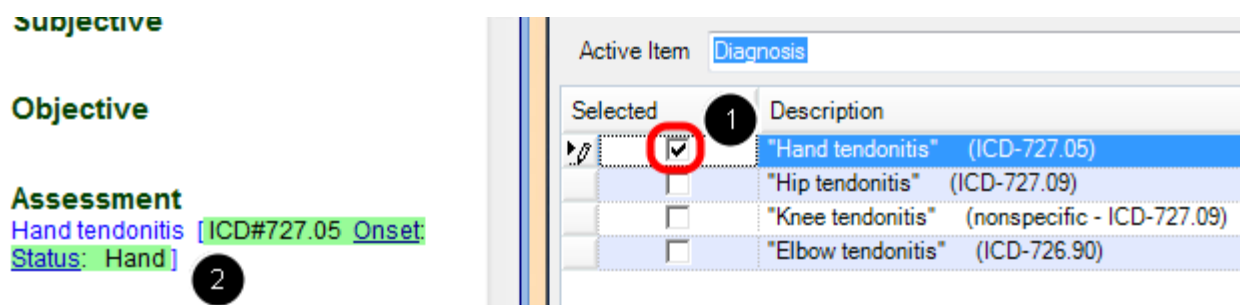 Subjective
Objective
Assessment
Hand tendonitis [ICD#727.05 Onset:
Status: Hand]
2
Active Item Diagnosis
Selected 1 Description
"Hand tendonitis" (ICD-727.05)
"Hip tendonitis" (ICD-727.09)
"Knee tendonitis" (nonspecific - ICD-727.09)
"Elbow tendonitis" (ICD-726.90)